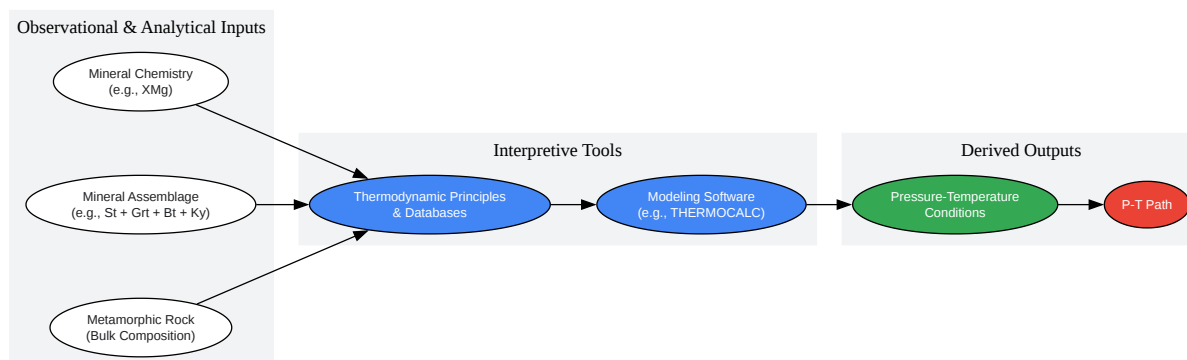 Observational & Analytical Inputs
Mineral Chemistry
(e.g., XMg)
Mineral Assemblage
(e.g., St + Grt + Bt + Ky)
Metamorphic Rock
(Bulk Composition)
Interpretive Tools
Thermodynamic Principles
& Databases
Modeling Software
(e.g., THERMOCALC)
Derived Outputs
Pressure-Temperature
Conditions
P-T Path